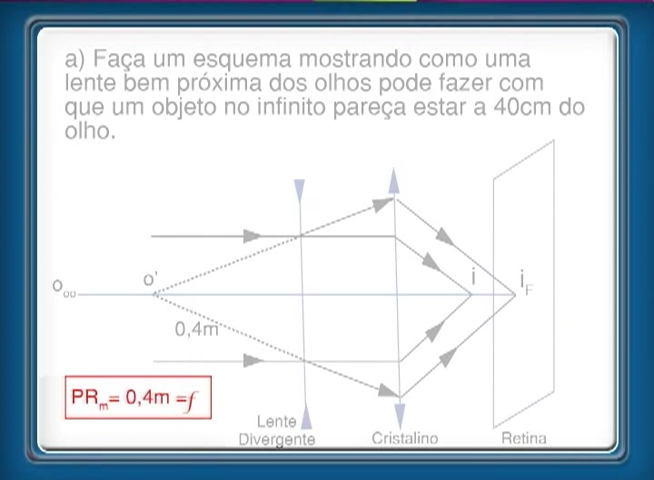 a) Faça um esquema mostrando como uma
lente bem próxima dos olhos pode fazer com
que um objeto no infinito pareça estar a 40cm do
olho.
O∞
o'
i
iF
0,4m
PRm= 0,4m =f
Lente
Divergente
Cristalino
Retina